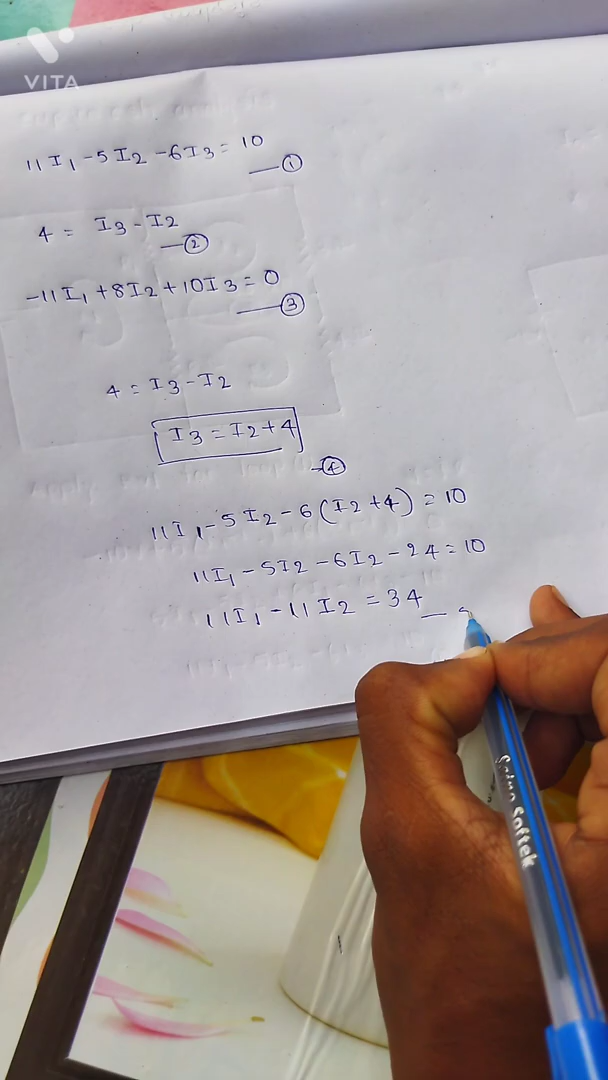 VITA
11I₁ - 5I₂ - 6I₃ = 10
—①
4 = I₃ - I₂
—②
-11I₁ + 8I₂ + 10I₃ = 0
—③
4 = I₃ - I₂
I₃ = I₂ + 4
—④
11I₁ - 5I₂ - 6(I₂ + 4) = 10
11I₁ - 5I₂ - 6I₂ - 24 = 10
11I₁ - 11I₂ = 34 —